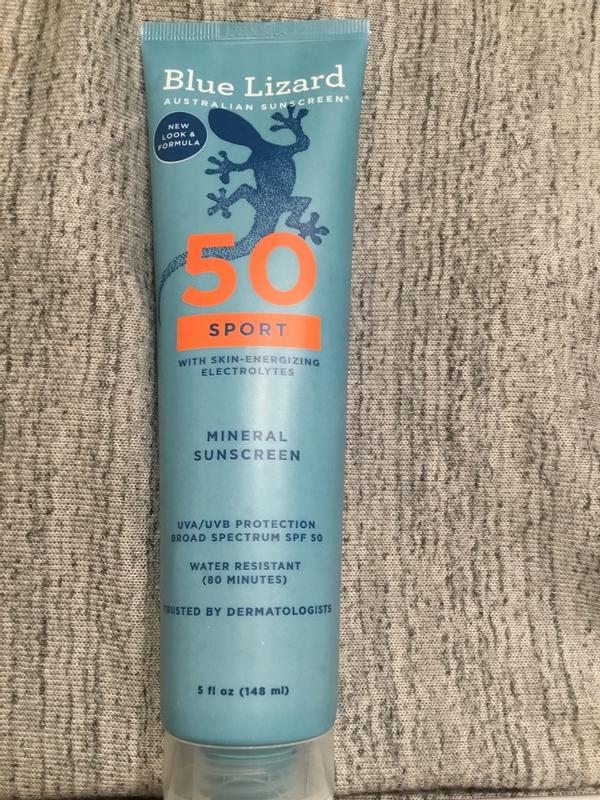 Blue Lizard
AUSTRALIAN SUNSCREEN®
NEW
LOOK &
FORMULA
50
SPORT
WITH SKIN-ENERGIZING
ELECTROLYTES
MINERAL
SUNSCREEN
UVA/UVB PROTECTION
BROAD SPECTRUM SPF 50
WATER RESISTANT
(80 MINUTES)
TRUSTED BY DERMATOLOGISTS
5 fl oz (148 ml)